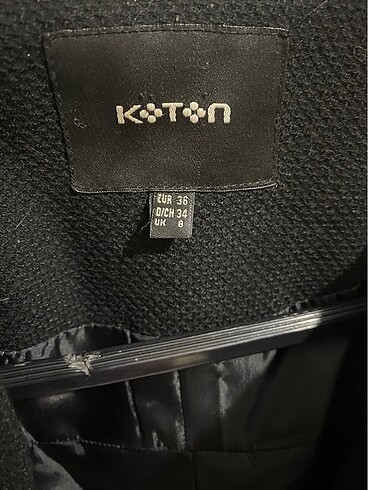 KOTON
EUR 36
D/CH 34
UK 8